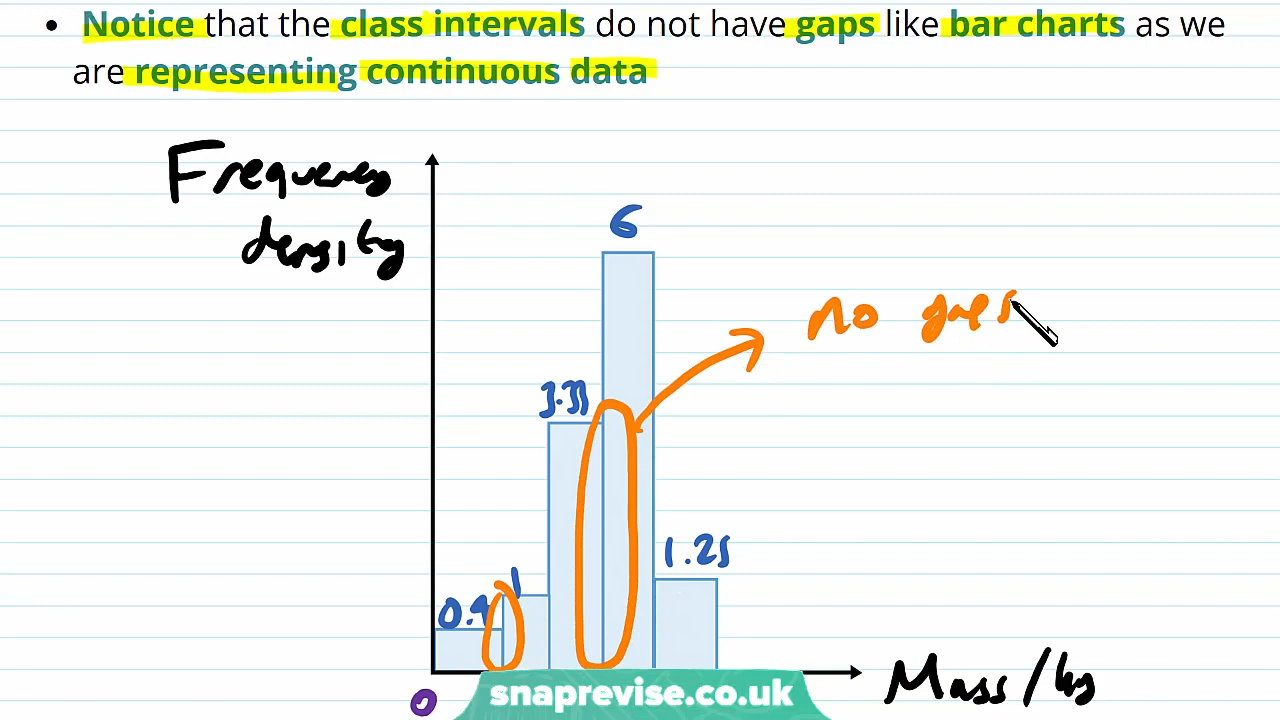 • Notice that the class intervals do not have gaps like bar charts as we
are representing continuous data
Frequency
density
6
no gaps
3.33
1.25
1
0.4
0
Mass/kg
snaprevise.co.uk